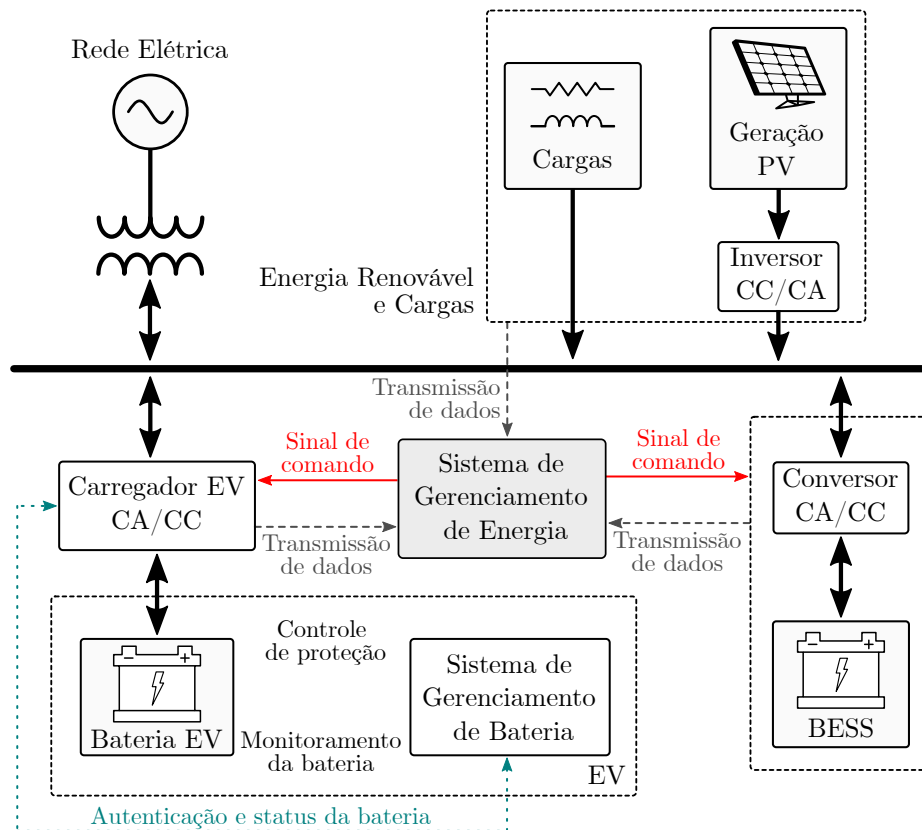 Rede Elétrica
Cargas
Geração
PV
Inversor
CC/CA
Energia Renovável
e Cargas
Transmissão
de dados
Sinal de
comando
Sinal de
comando
Carregador EV
CA/CC
Sistema de
Gerenciamento
de Energia
Conversor
CA/CC
Transmissão
de dados
Transmissão
de dados
Controle
de proteção
Bateria EV
Monitoramento
da bateria
Sistema de
Gerenciamento
de Bateria
EV
BESS
Autenticação e status da bateria